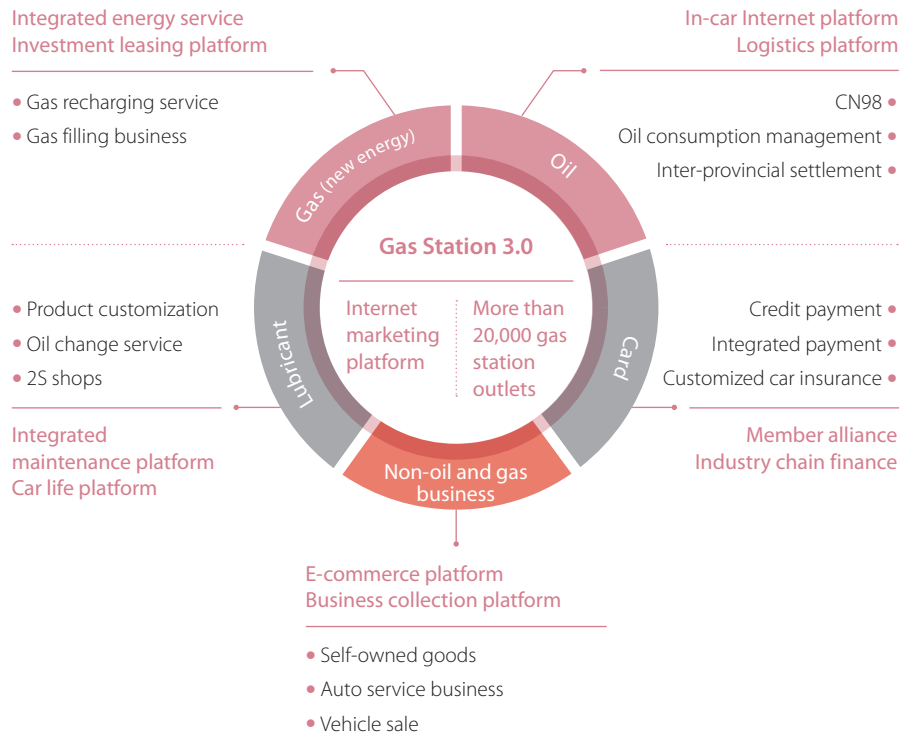 Integrated energy service
Investment leasing platform
• Gas recharging service
• Gas filling business
In-car Internet platform
Logistics platform
CN98 •
Oil consumption management •
Inter-provincial settlement •
Gas (new energy)
Oil
Gas Station 3.0
Internet
marketing
platform
More than
20,000 gas
station
outlets
Lubricant
Card
Non-oil and gas
business
• Product customization
• Oil change service
• 2S shops
Integrated
maintenance platform
Car life platform
Credit payment •
Integrated payment •
Customized car insurance •
Member alliance
Industry chain finance
E-commerce platform
Business collection platform
• Self-owned goods
• Auto service business
• Vehicle sale